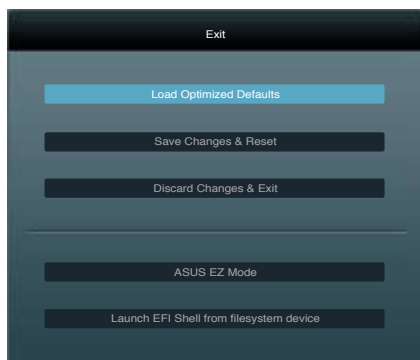 Exit
Load Optimized Defaults
Save Changes & Reset
Discard Changes & Exit
ASUS EZ Mode
Launch EFI Shell from filesystem device